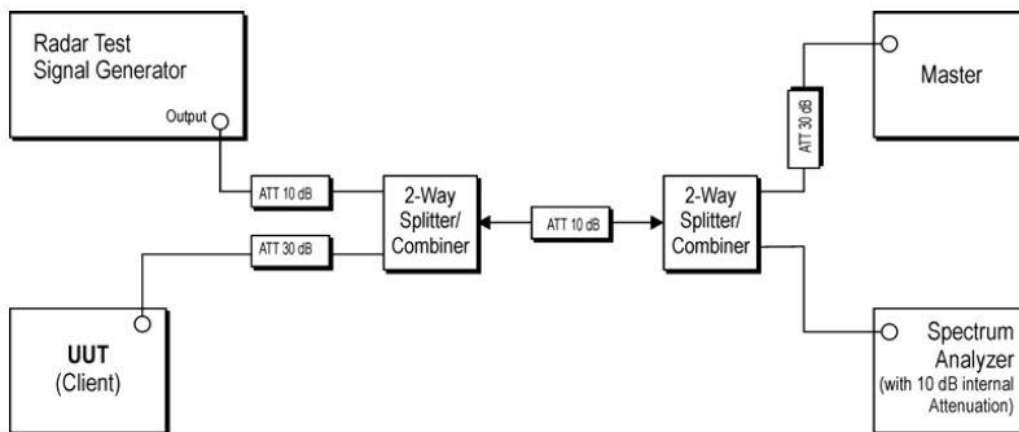 Radar Test
Signal Generator
Output
ATT 10 dB
2-Way
Splitter/
Combiner
ATT 30 dB
UUT
(Client)
ATT 10 dB
2-Way
Splitter/
Combiner
ATT 30 dB
Master
Spectrum
Analyzer
(with 10 dB internal
Attenuation)